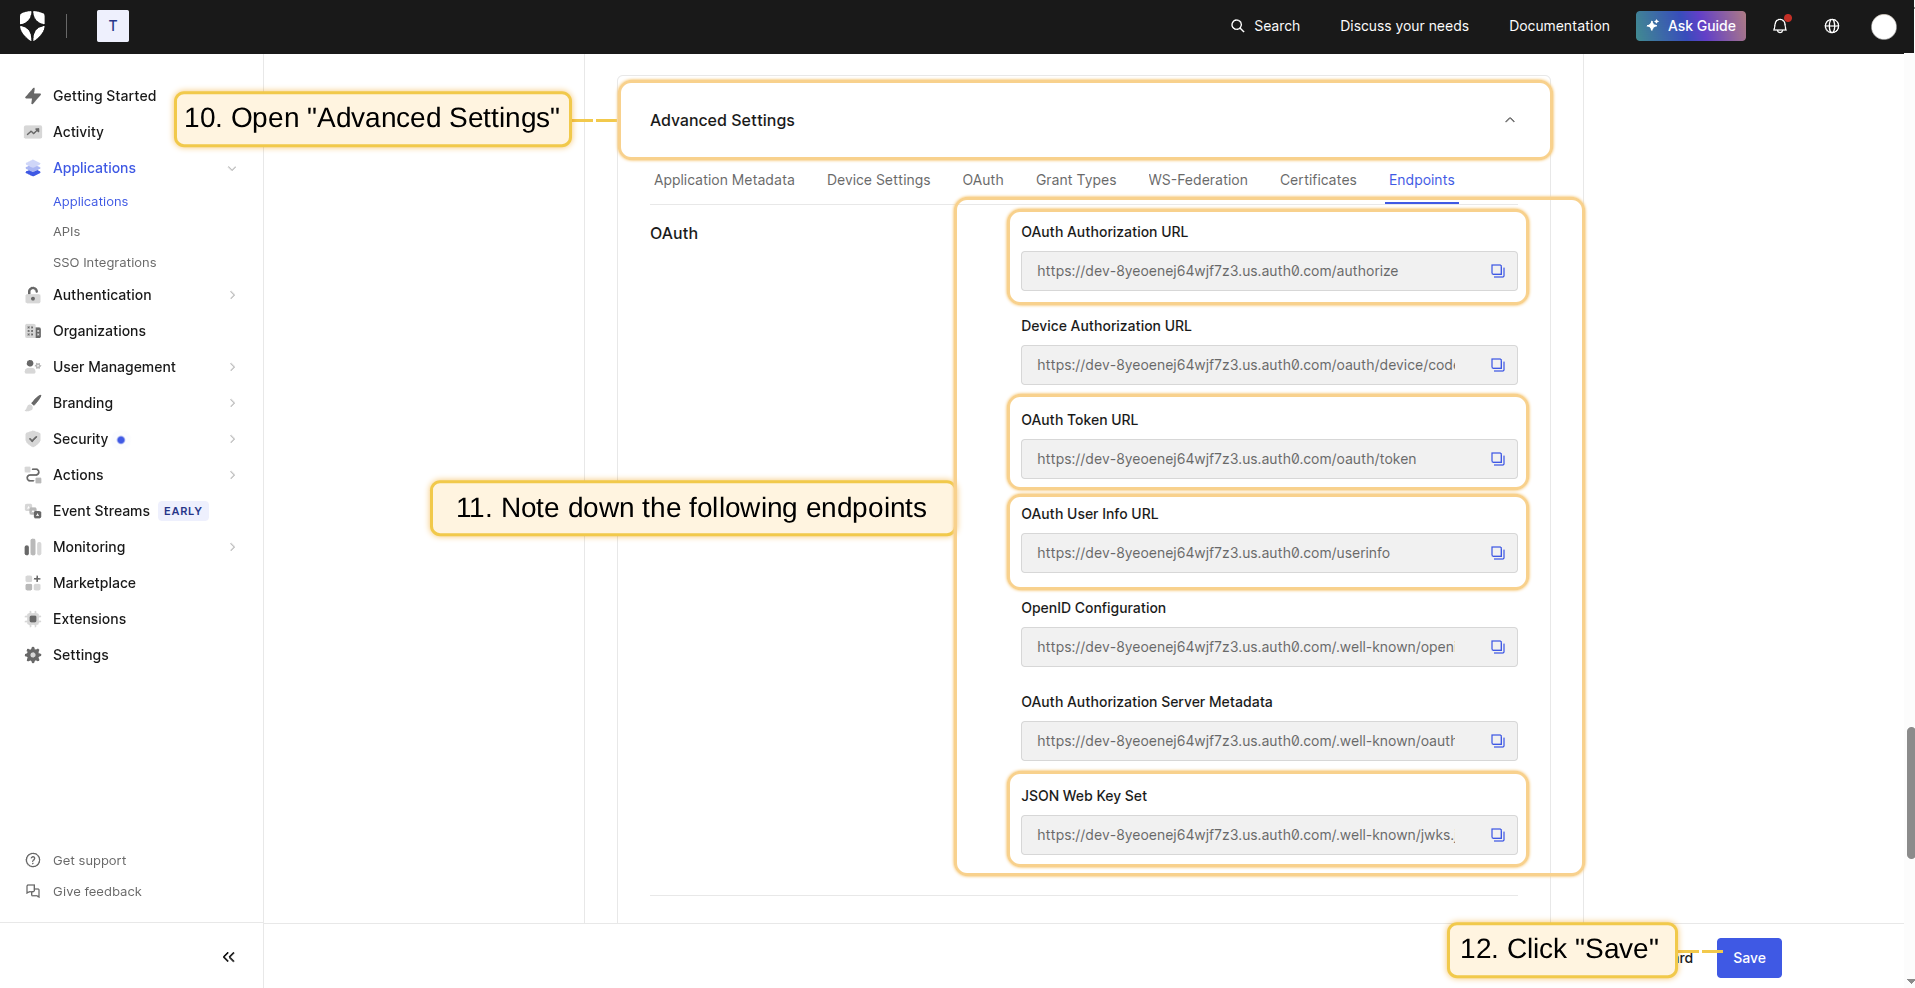 T
Search
Discuss your needs
Documentation
Ask Guide
Getting Started
Activity
Applications
Applications
APIs
SSO Integrations
Authentication
Organizations
User Management
Branding
Security
Actions
Event Streams EARLY
Monitoring
Marketplace
Extensions
Settings
Get support
Give feedback
10. Open "Advanced Settings"
Advanced Settings
Application Metadata
Device Settings
OAuth
Grant Types
WS-Federation
Certificates
Endpoints
OAuth
OAuth Authorization URL
https://dev-8yeoenej64wjf7z3.us.auth0.com/authorize
Device Authorization URL
https://dev-8yeoenej64wjf7z3.us.auth0.com/oauth/device/cod
OAuth Token URL
https://dev-8yeoenej64wjf7z3.us.auth0.com/oauth/token
11. Note down the following endpoints
OAuth User Info URL
https://dev-8yeoenej64wjf7z3.us.auth0.com/userinfo
OpenID Configuration
https://dev-8yeoenej64wjf7z3.us.auth0.com/.well-known/open
OAuth Authorization Server Metadata
https://dev-8yeoenej64wjf7z3.us.auth0.com/.well-known/oauth
JSON Web Key Set
https://dev-8yeoenej64wjf7z3.us.auth0.com/.well-known/jwks.
12. Click "Save"
rd
Save